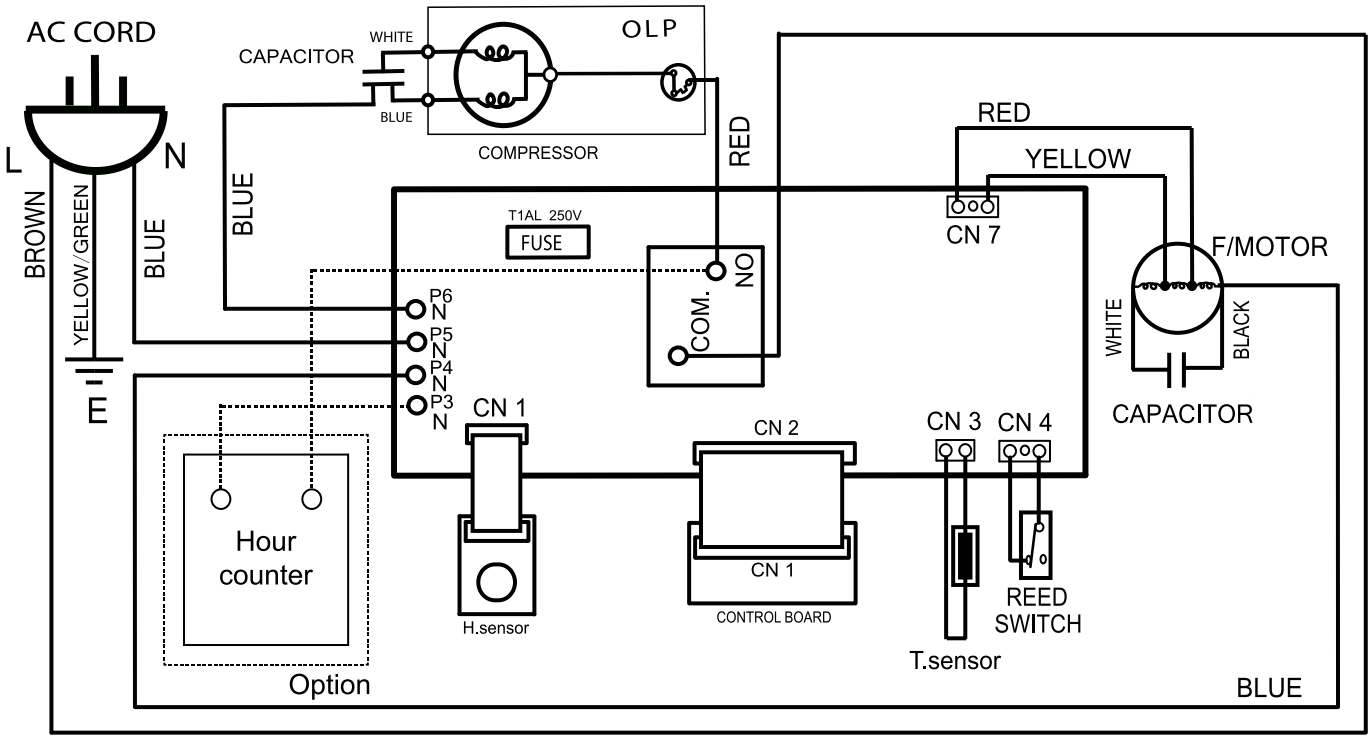 AC CORD
L
N
BROWN
YELLOW/GREEN
BLUE
E
CAPACITOR
WHITE
BLUE
OLP
COMPRESSOR
BLUE
RED
T1AL 250V
FUSE
NO
COM.
P6
N
P5
N
P4
N
P3
N
CN 7
RED
YELLOW
F/MOTOR
WHITE
BLACK
CAPACITOR
CN 1
CN 2
CN 3
CN 4
Hour
counter
Option
H.sensor
CN 1
CONTROL BOARD
T.sensor
REED
SWITCH
BLUE